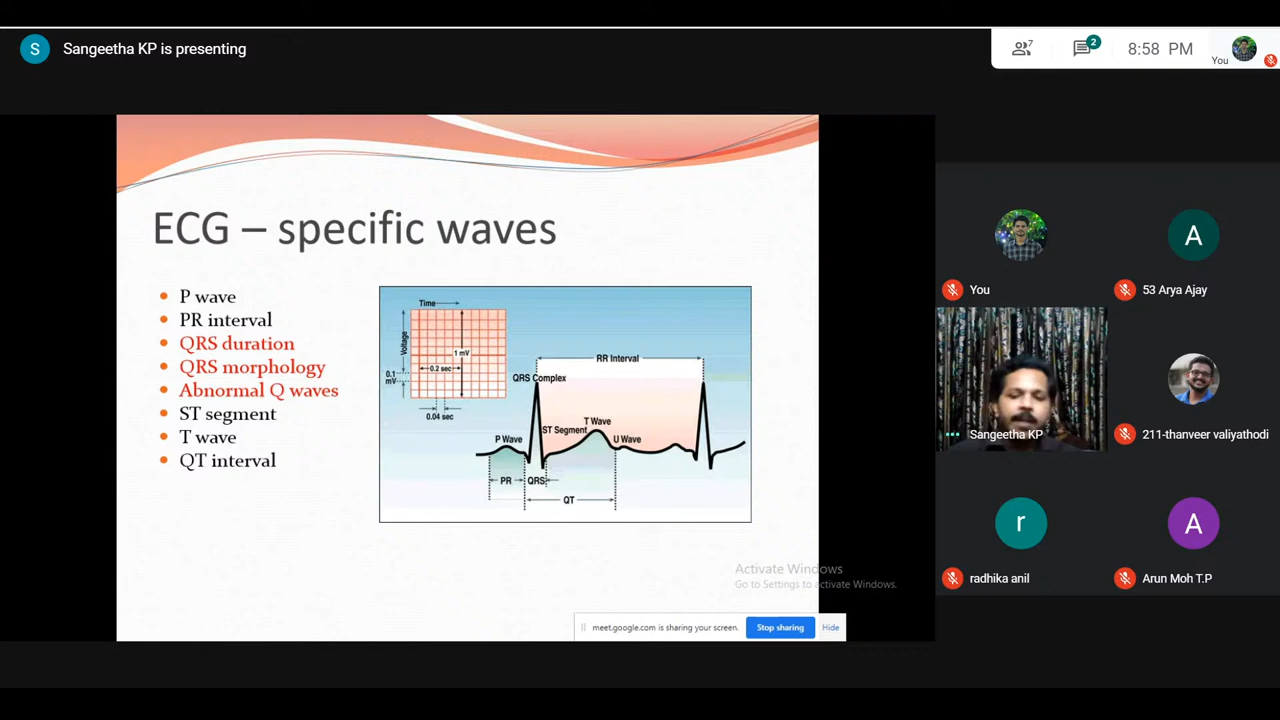 S
Sangeetha KP is presenting
7
2
8:58 PM
You
ECG – specific waves
P wave
PR interval
QRS duration
QRS morphology
Abnormal Q waves
ST segment
T wave
QT interval
Time
Voltage
1 mV
0.2 sec
0.1
mV
0.04 sec
RR Interval
QRS Complex
T Wave
ST Segment
P Wave
U Wave
PR
QRS
QT
Activate Windows
Go to Settings to activate Windows.
meet.google.com is sharing your screen.
Stop sharing
Hide
You
A
53 Arya Ajay
Sangeetha KP
211-thanveer valiyathodi
r
radhika anil
A
Arun Moh T.P